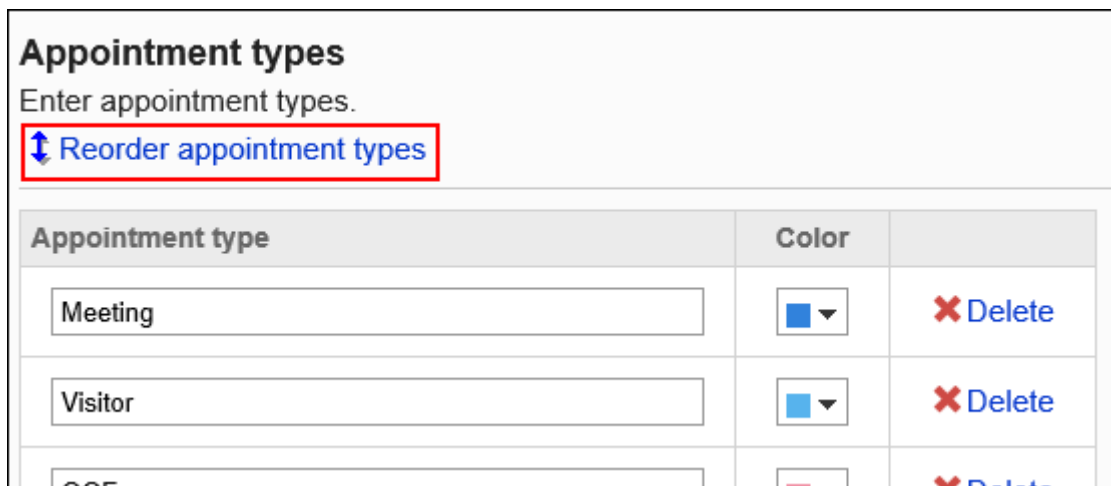 Appointment types
Enter appointment types.
Reorder appointment types
Appointment type Color
Meeting Delete
Visitor Delete